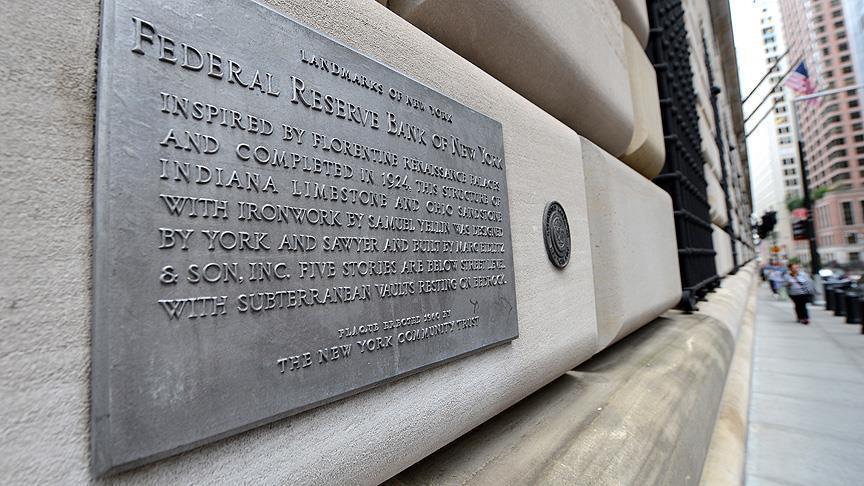 LANDMARKS OF NEW YORK
FEDERAL RESERVE BANK OF NEW YORK
INSPIRED BY FLORENTINE RENAISSANCE PALACES
AND COMPLETED IN 1924, THIS STRUCTURE OF
INDIANA LIMESTONE AND OHIO SANDSTONE
WITH IRONWORK BY SAMUEL YELLIN WAS DESIGNED
BY YORK AND SAWYER AND BUILT BY MARC EIDLITZ
& SON, INC. FIVE STORIES ARE BELOW STREET LEVEL
WITH SUBTERRANEAN VAULTS RESTING ON BEDROCK.
PLAQUE ERECTED 1960 BY
THE NEW YORK COMMUNITY TRUST